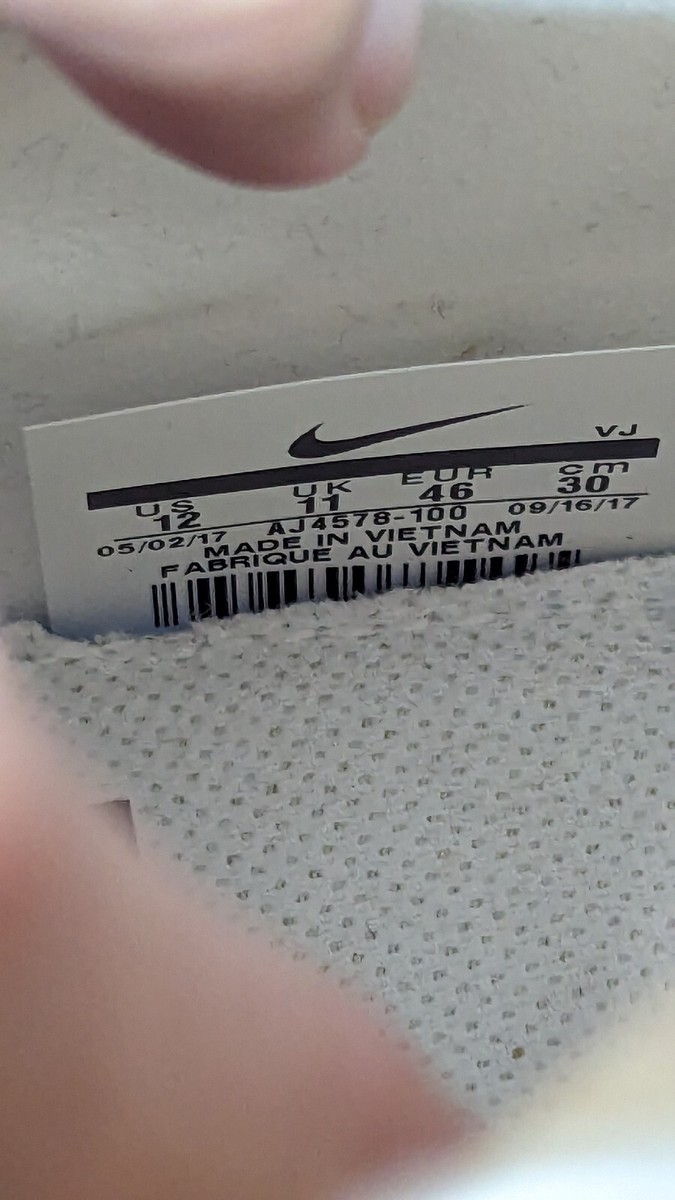 VJ
US UK EUR cm
12 11 46 30
05/02/17 AJ4578-100 09/16/17
MADE IN VIETNAM
FABRIQUE AU VIETNAM